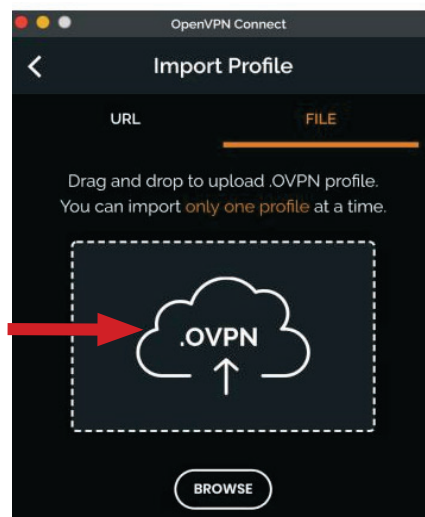 OpenVPN Connect
Import Profile
URL
FILE
Drag and drop to upload .OVPN profile.
You can import only one profile at a time.
.OVPN
BROWSE